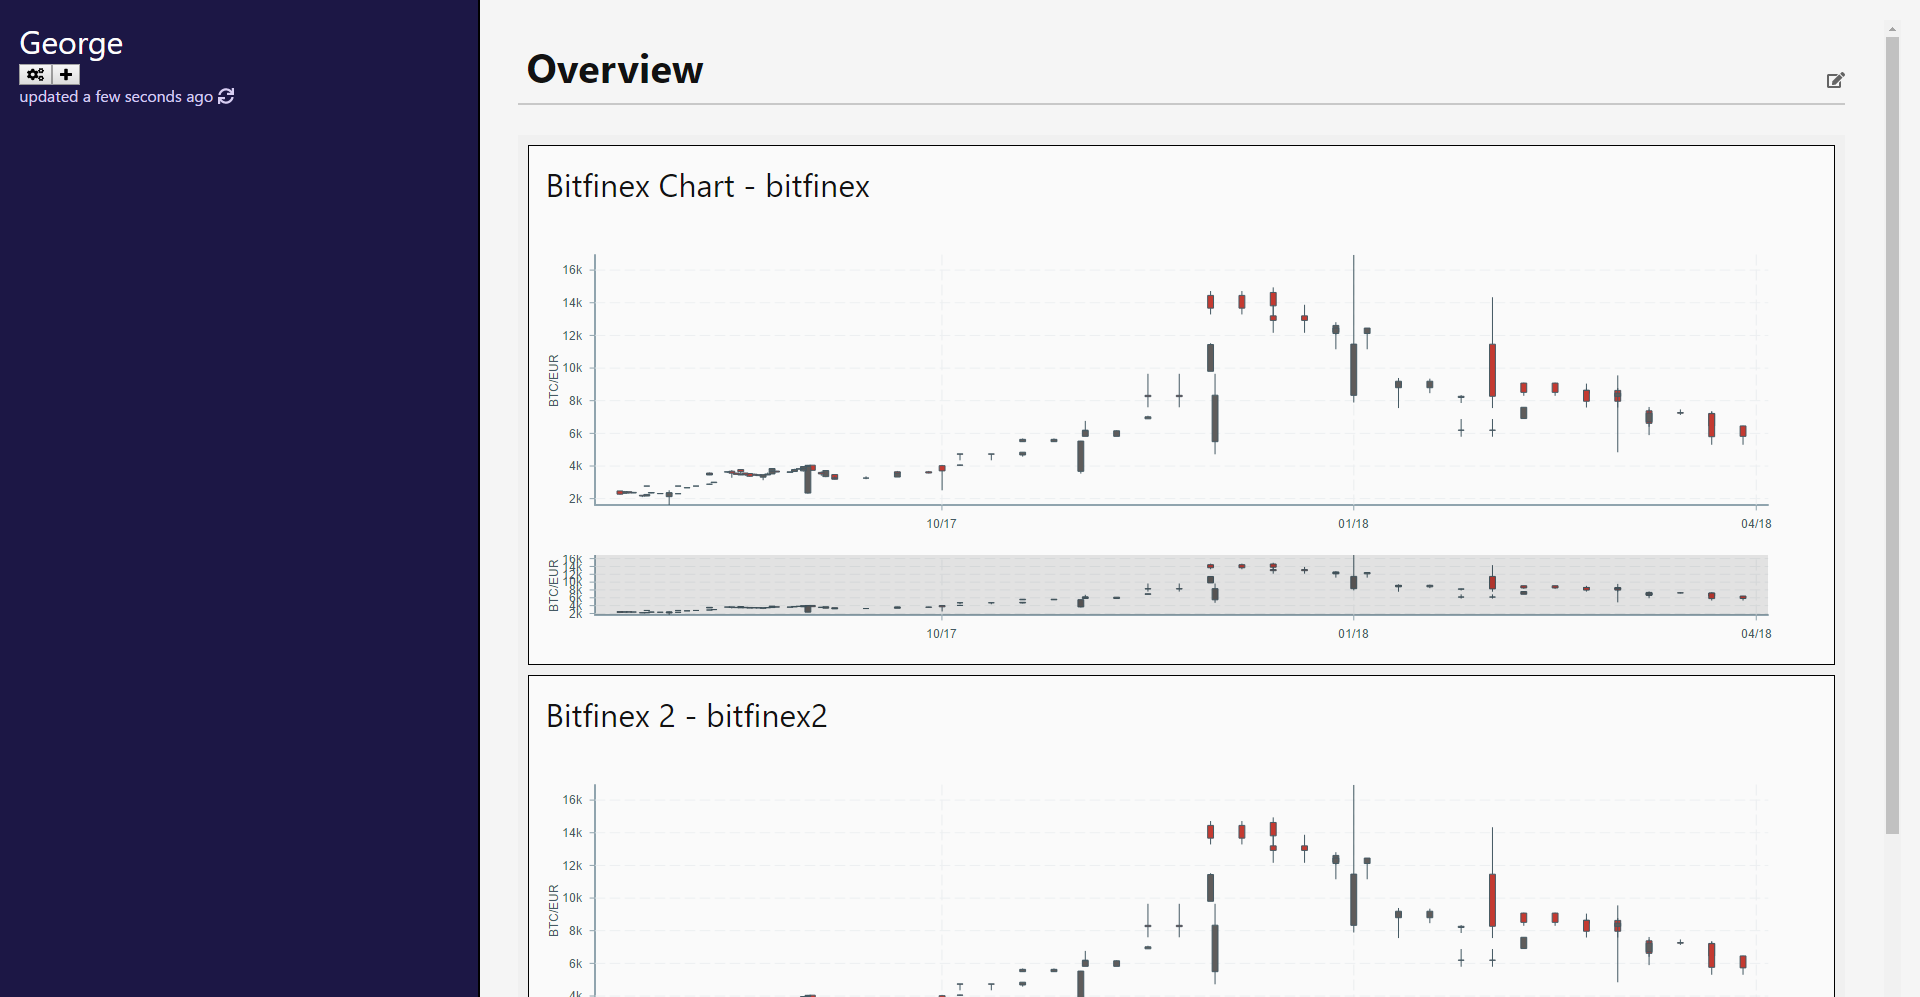 George
updated a few seconds ago
Overview
Bitfinex Chart - bitfinex
16k
14k
12k
10k
8k
6k
4k
2k
BTC/EUR
10/17 01/18 04/18
16k
14k
12k
10k
8k
6k
4k
2k
BTC/EUR
10/17 01/18 04/18
Bitfinex 2 - bitfinex2
16k
14k
12k
10k
8k
6k
4k
BTC/EUR